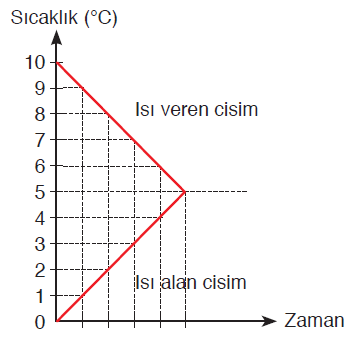 Sıcaklık (°C)
10
9
8
7
6
5
4
3
2
1
0
Isı veren cisim
Isı alan cisim
Zaman